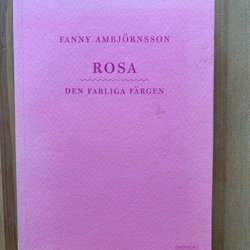 FANNY AMBJÖRNSSON
ROSA
DEN FARLIGA FÄRGEN